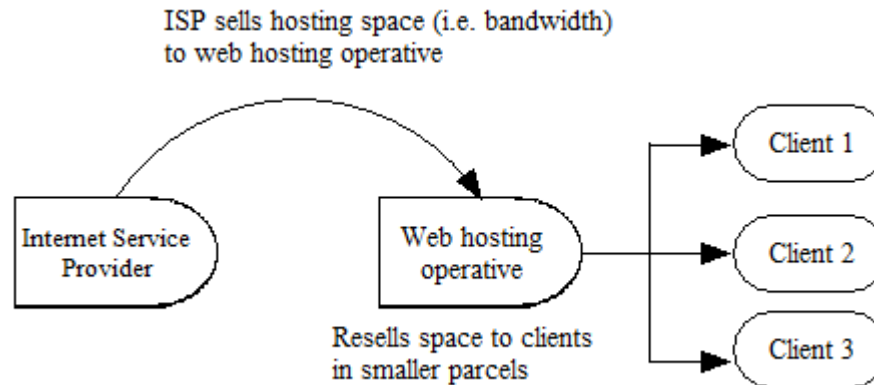 ISP sells hosting space (i.e. bandwidth)
to web hosting operative
Internet Service
Provider
Web hosting
operative
Resells space to clients
in smaller parcels
Client 1
Client 2
Client 3